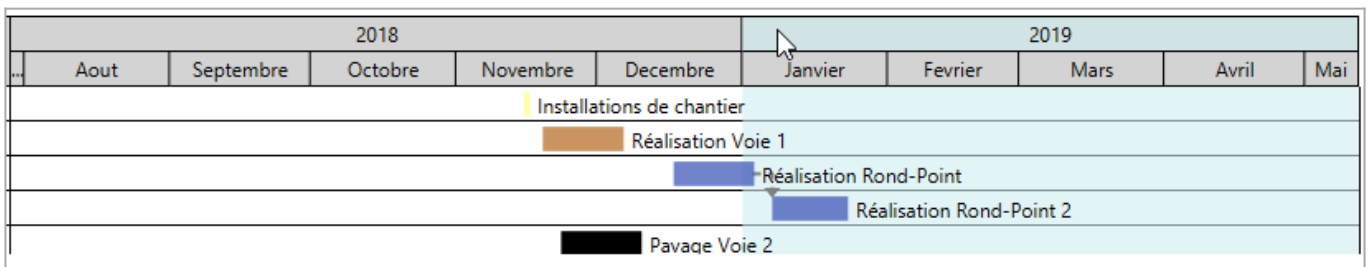 2018 2019
... Aout Septembre Octobre Novembre Decembre Janvier Fevrier Mars Avril Mai
Installations de chantier
Réalisation Voie 1
Réalisation Rond-Point
Réalisation Rond-Point 2
Pavage Voie 2